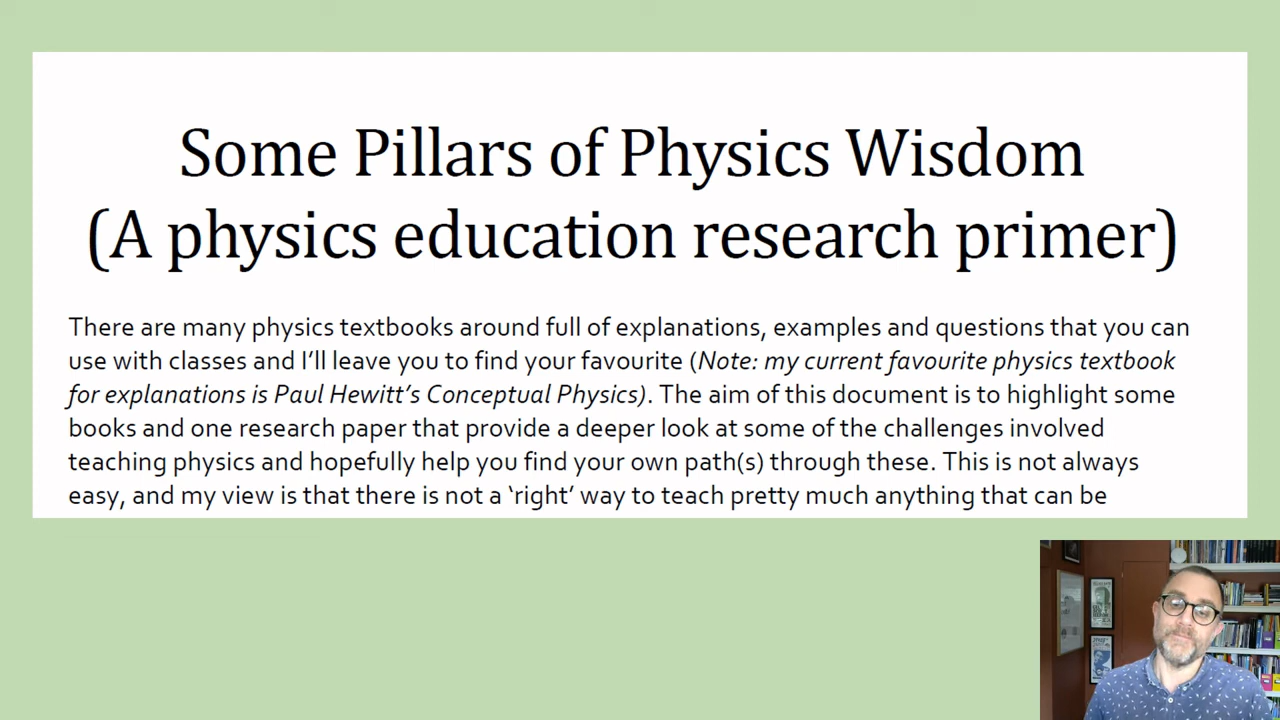 Some Pillars of Physics Wisdom
(A physics education research primer)
There are many physics textbooks around full of explanations, examples and questions that you can
use with classes and I’ll leave you to find your favourite (Note: my current favourite physics textbook
for explanations is Paul Hewitt’s Conceptual Physics). The aim of this document is to highlight some
books and one research paper that provide a deeper look at some of the challenges involved
teaching physics and hopefully help you find your own path(s) through these. This is not always
easy, and my view is that there is not a ‘right’ way to teach pretty much anything that can be